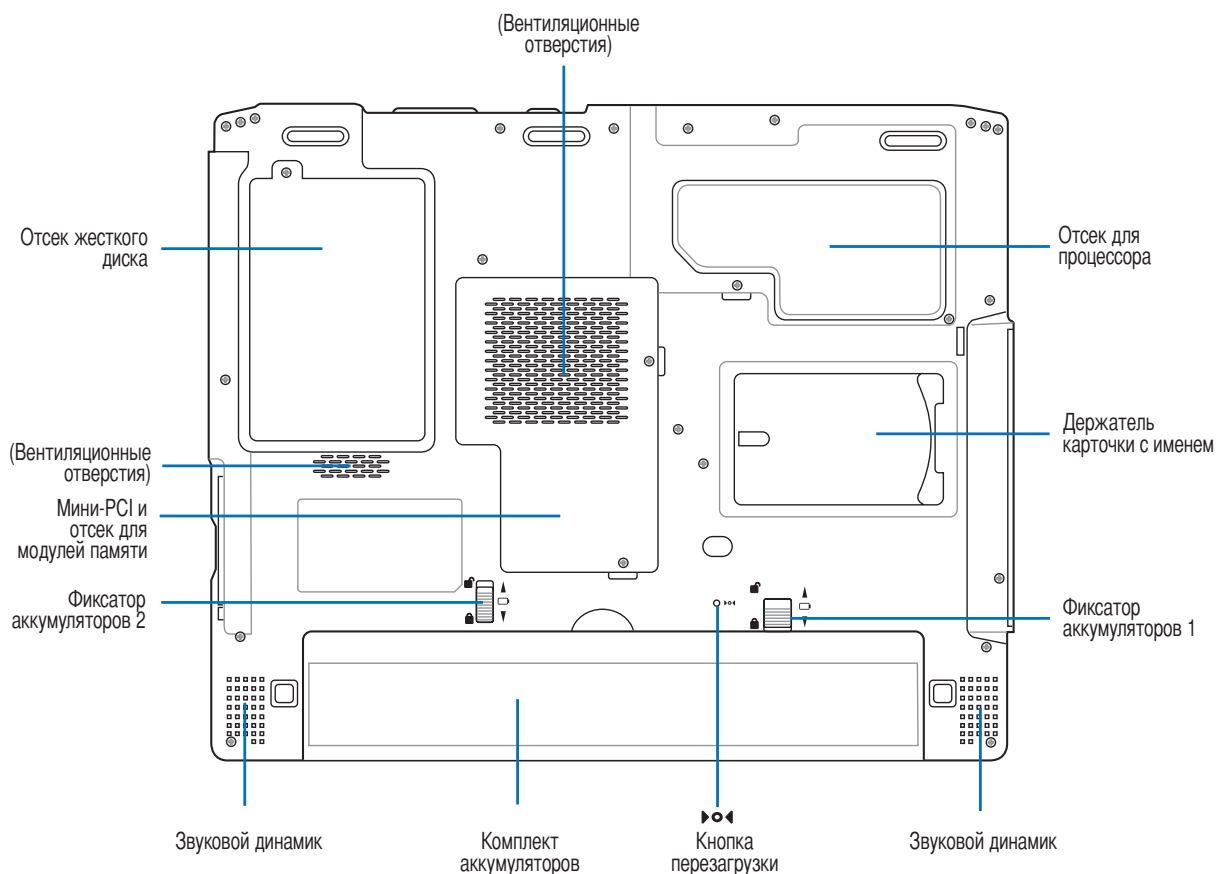 (Вентиляционные
отверстия)
Отсек жесткого
диска
Отсек для
процессора
Держатель
карточки с именем
(Вентиляционные
отверстия)
Мини-PCI и
отсек для
модулей памяти
Фиксатор
аккумуляторов 2
Фиксатор
аккумуляторов 1
Звуковой динамик
Комплект
аккумуляторов
Кнопка
перезагрузки
Звуковой динамик